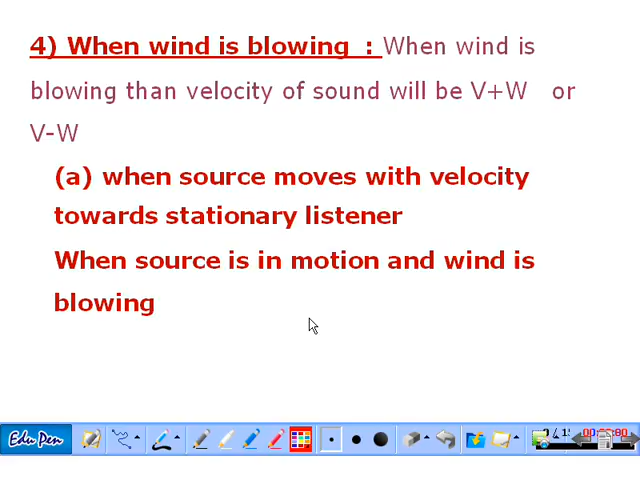 4) When wind is blowing : When wind is
blowing than velocity of sound will be V+W or
V-W
(a) when source moves with velocity
towards stationary listener
When source is in motion and wind is
blowing
Edu Pen